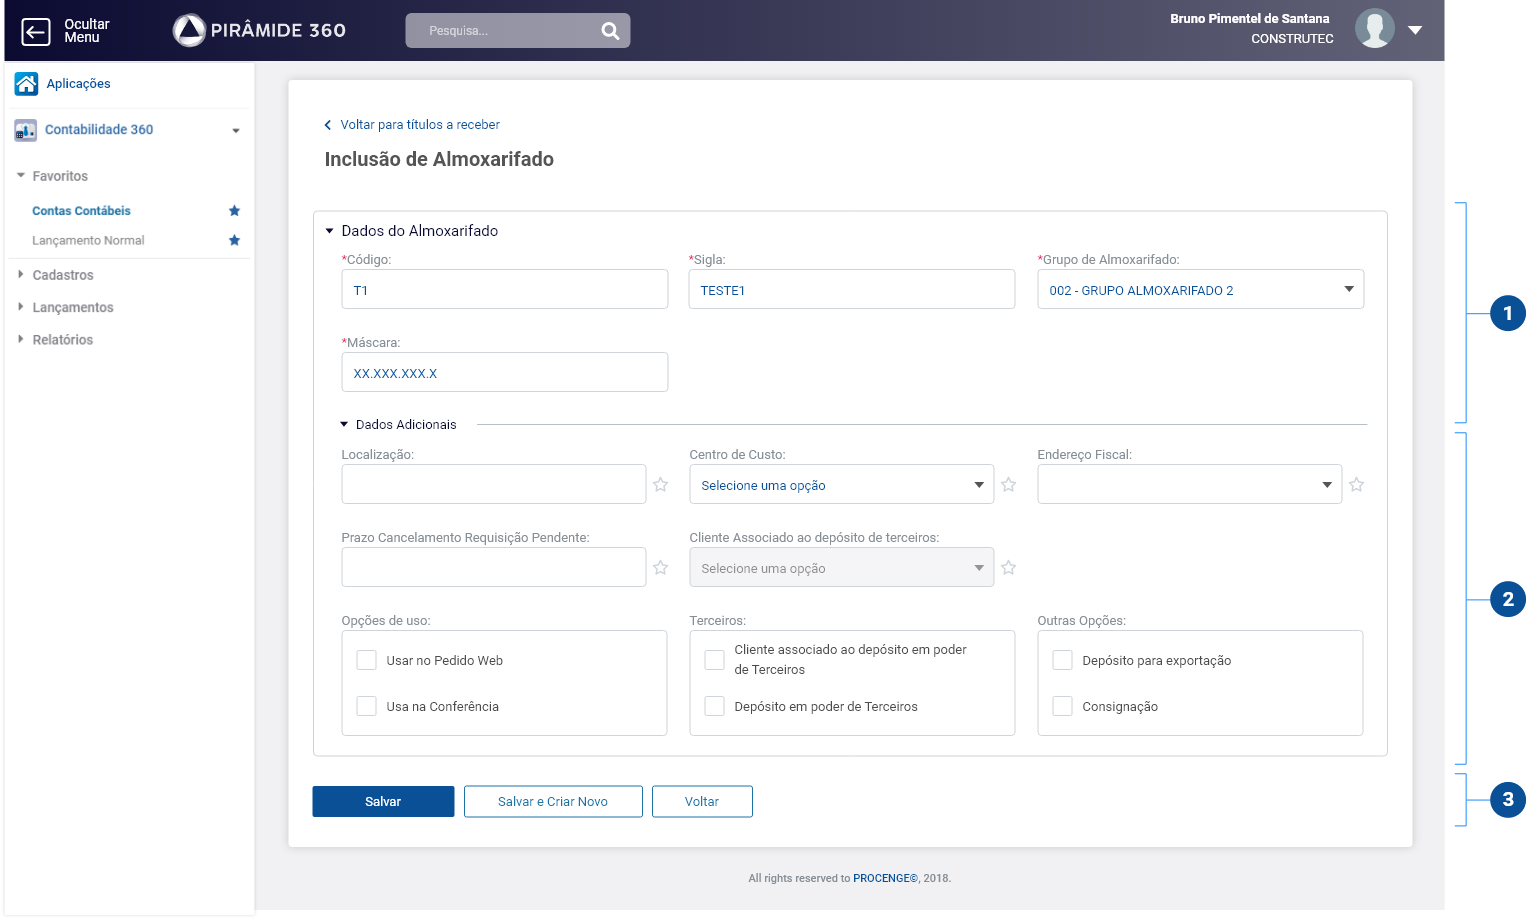 Ocultar
Menu
PIRÂMIDE 360
Pesquisa...
Bruno Pimentel de Santana
CONSTRUTEC
Aplicações
Contabilidade 360
Favoritos
Contas Contábeis
Lançamento Normal
Cadastros
Lançamentos
Relatórios
Voltar para títulos a receber
Inclusão de Almoxarifado
Dados do Almoxarifado
*Código: *Sigla: *Grupo de Almoxarifado:
T1 TESTE1 002 - GRUPO ALMOXARIFADO 2
*Máscara:
XX.XXX.XXX.X
Dados Adicionais
Localização: Centro de Custo: Endereço Fiscal:
Selecione uma opção
Prazo Cancelamento Requisição Pendente: Cliente Associado ao depósito de terceiros:
Selecione uma opção
Opções de uso: Terceiros: Outras Opções:
Usar no Pedido Web
Usa na Conferência
Cliente associado ao depósito em poder
de Terceiros
Depósito em poder de Terceiros
Depósito para exportação
Consignação
Salvar Salvar e Criar Novo Voltar
All rights reserved to PROCENGE©, 2018.
1
2
3